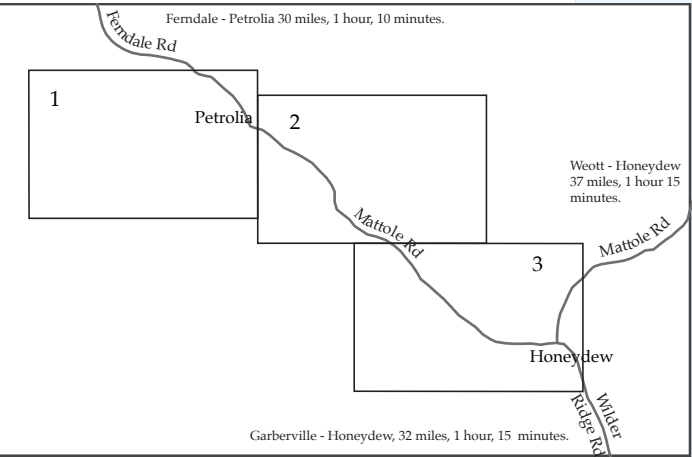 Ferndale - Petrolia 30 miles, 1 hour, 10 minutes.
Ferndale Rd
1
Petrolia
2
Weott - Honeydew
37 miles, 1 hour 15
minutes.
Mattole Rd
Mattole Rd
3
Honeydew
Wilder
Ridge Rd
Garberville - Honeydew, 32 miles, 1 hour, 15 minutes.